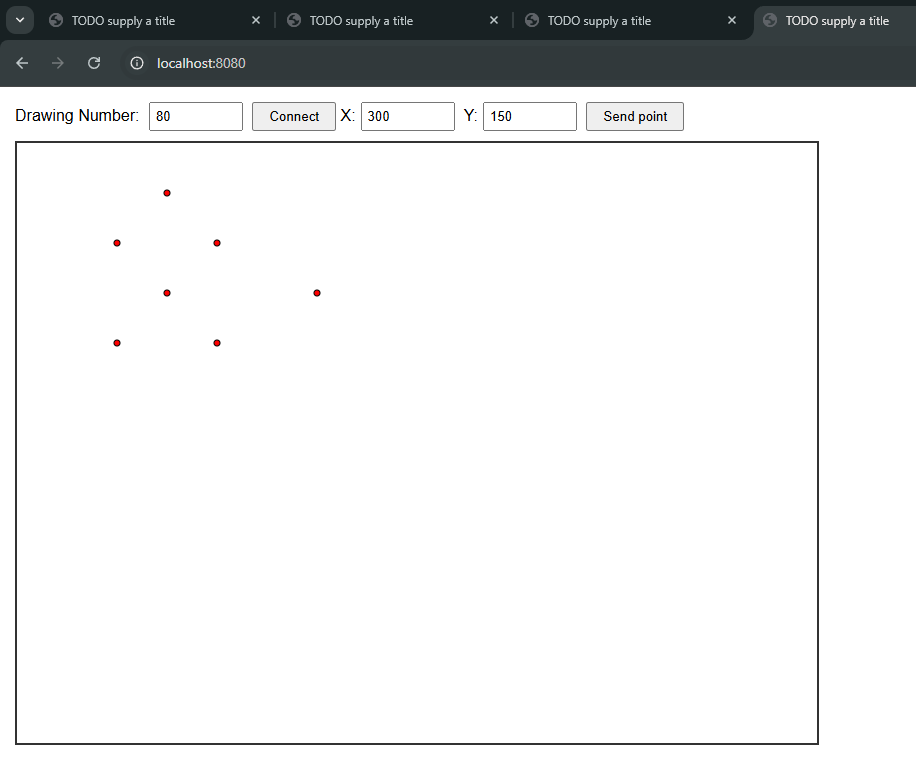 TODO supply a title TODO supply a title TODO supply a title TODO supply a title
localhost:8080
Drawing Number: 80 Connect X: 300 Y: 150 Send point